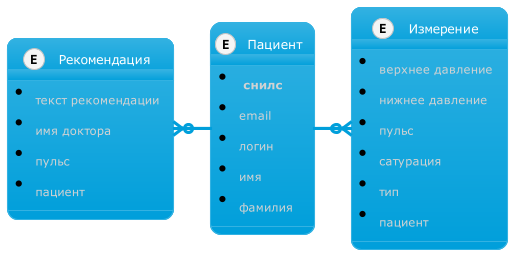 E Рекомендация
текст рекомендации
имя доктора
пульс
пациент
E Пациент
снилс
email
логин
имя
фамилия
E Измерение
верхнее давление
нижнее давление
пульс
сатурация
тип
пациент